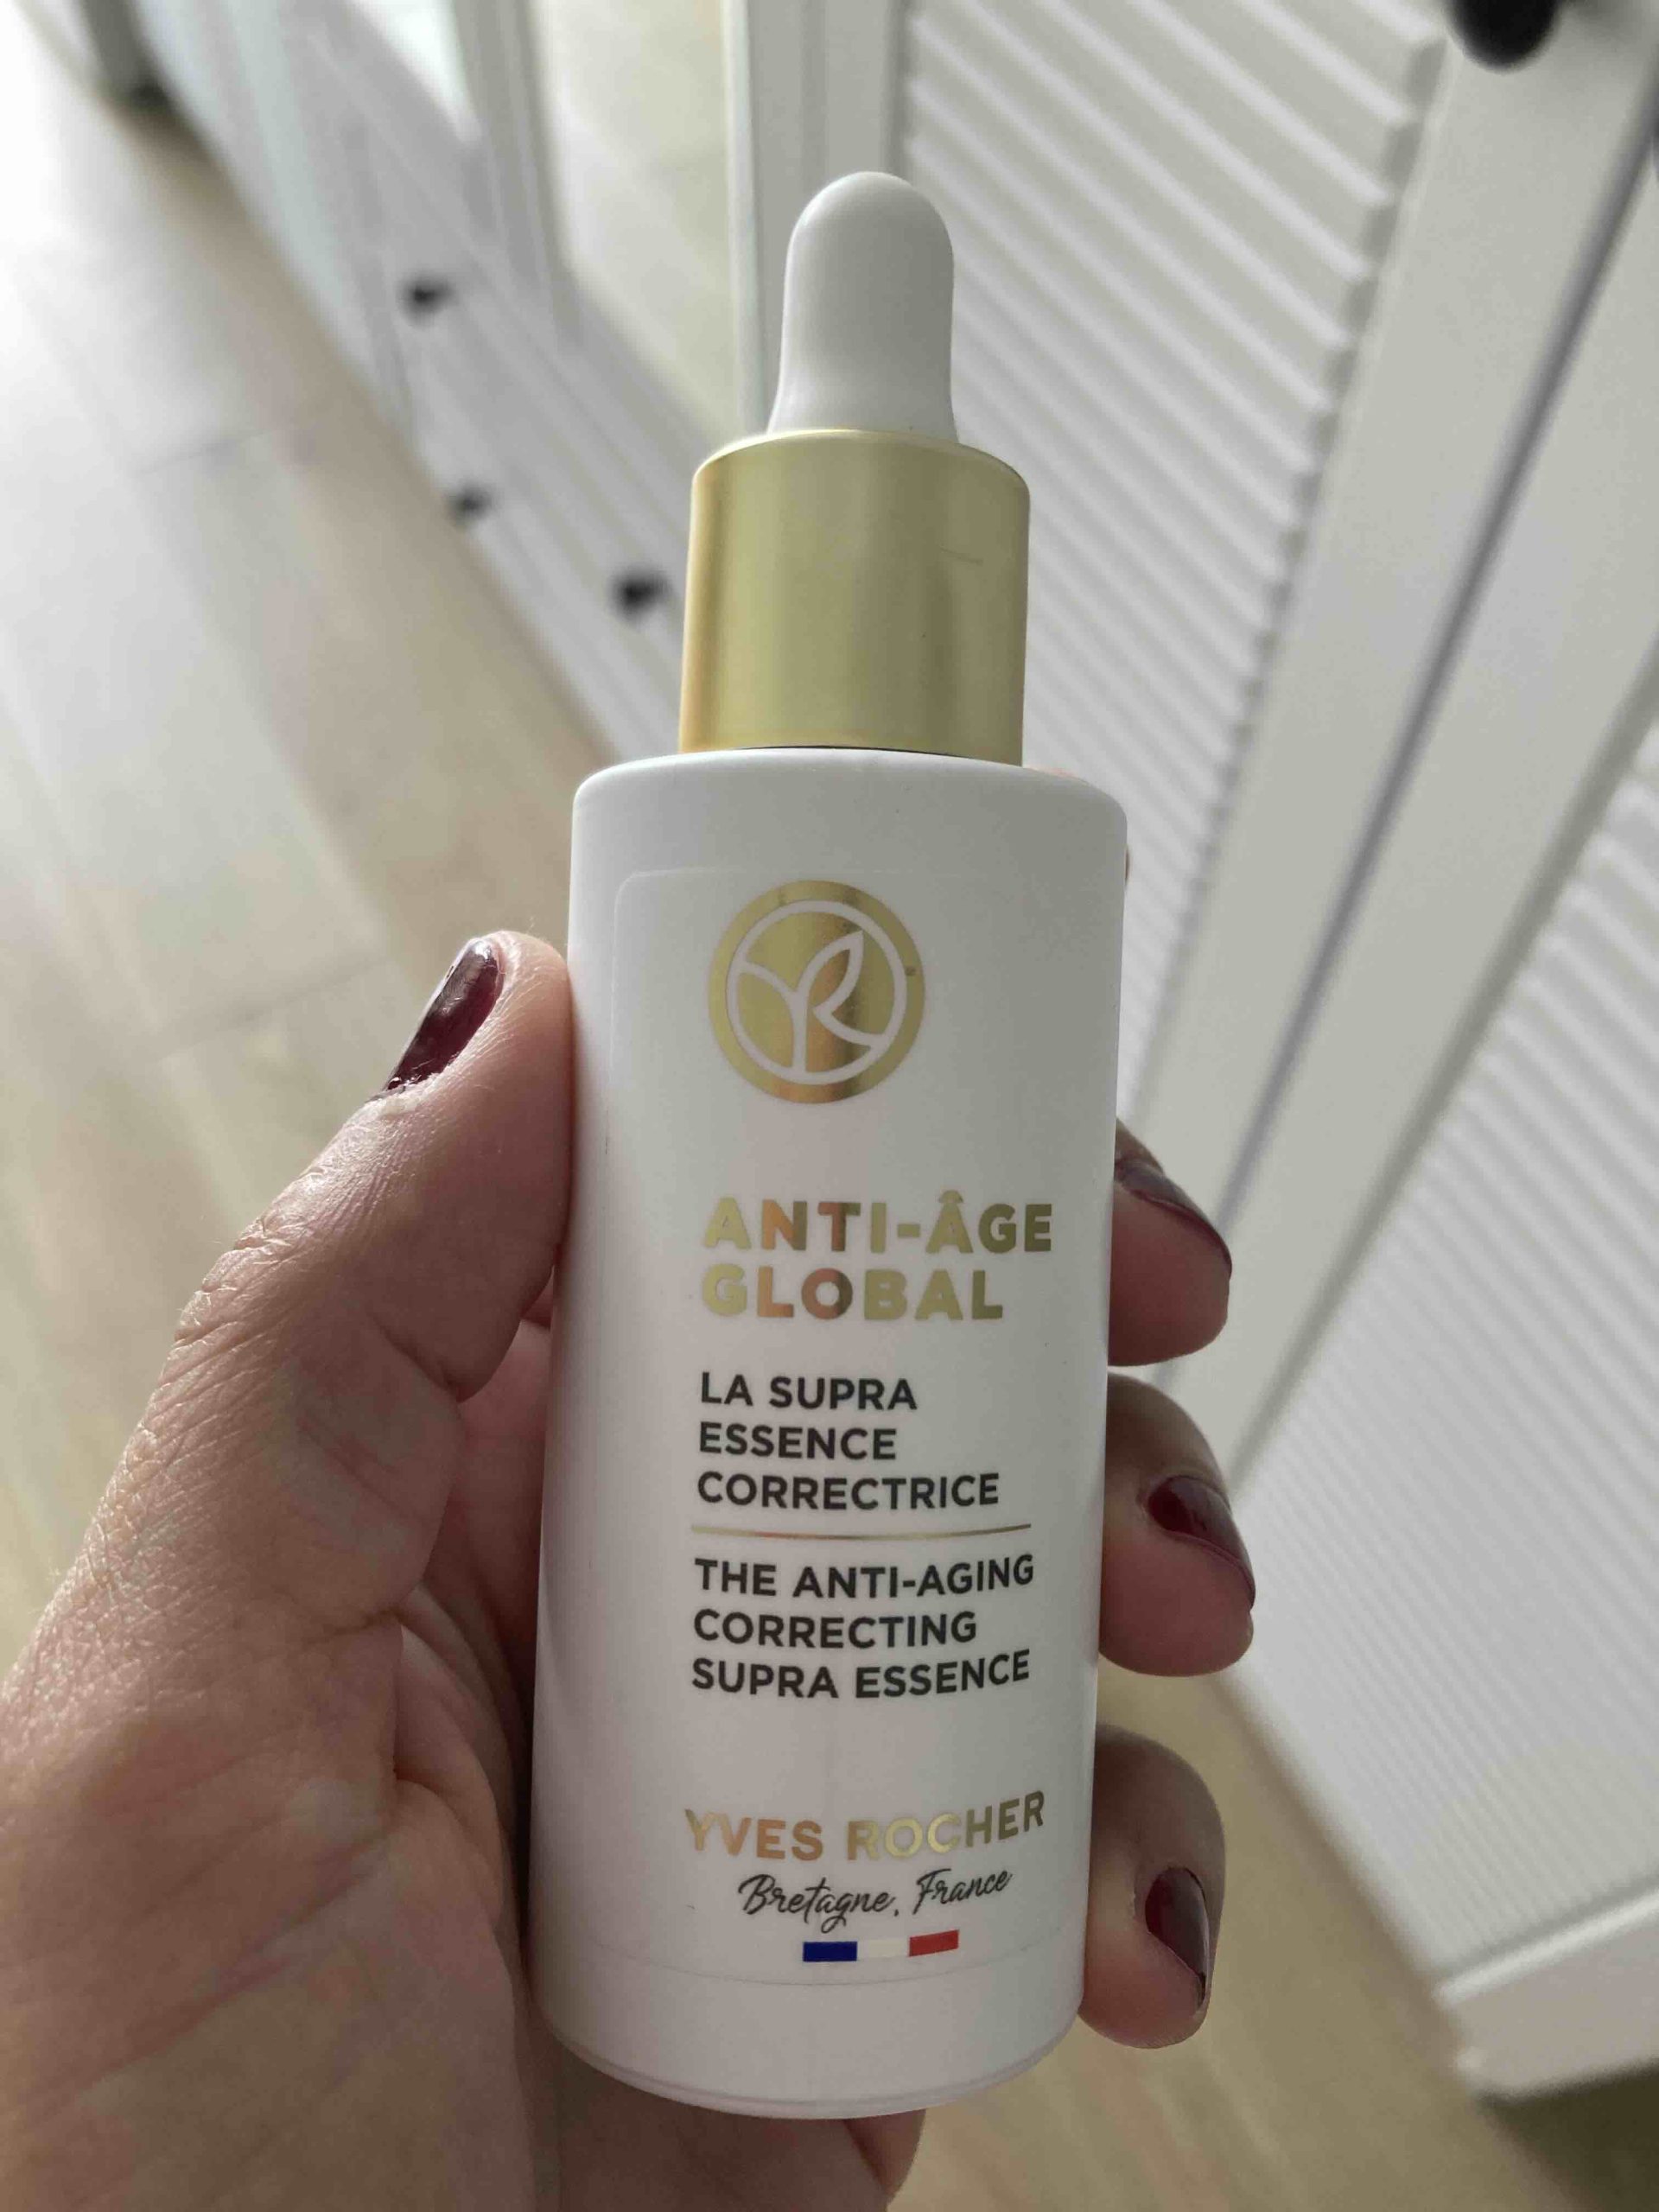 ANTI-ÂGE
GLOBAL
LA SUPRA
ESSENCE
CORRECTRICE
THE ANTI-AGING
CORRECTING
SUPRA ESSENCE
YVES ROCHER
Bretagne, France